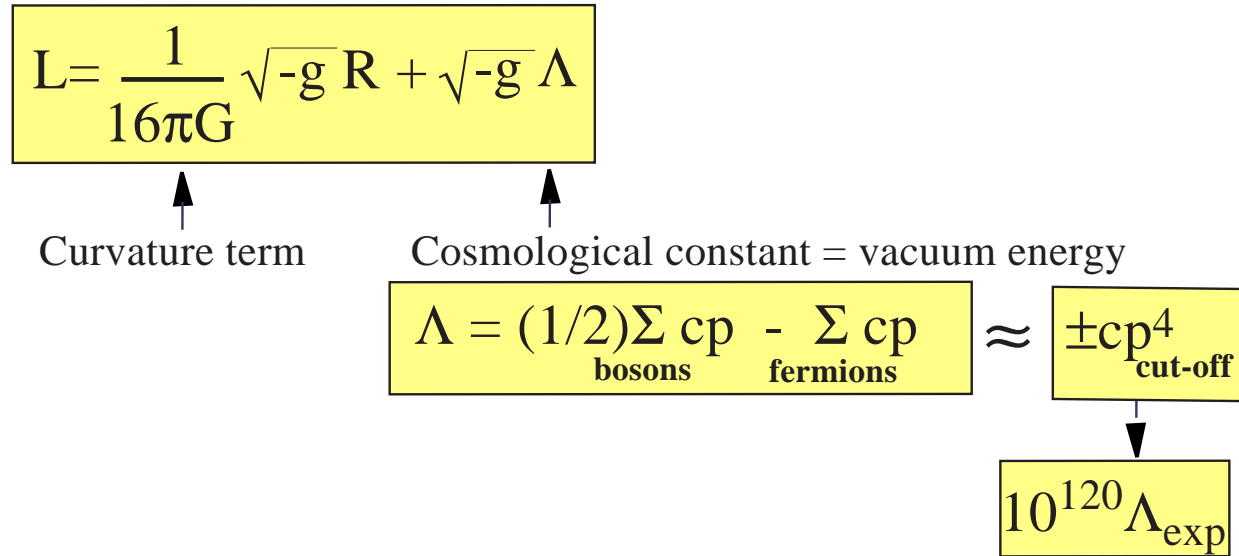 L= 1/16πG √-g R + √-g Λ
Curvature term
Cosmological constant = vacuum energy
Λ = (1/2)Σ cp - Σ cp ≈ ±cp⁴
bosons fermions cut-off
10¹²⁰Λexp